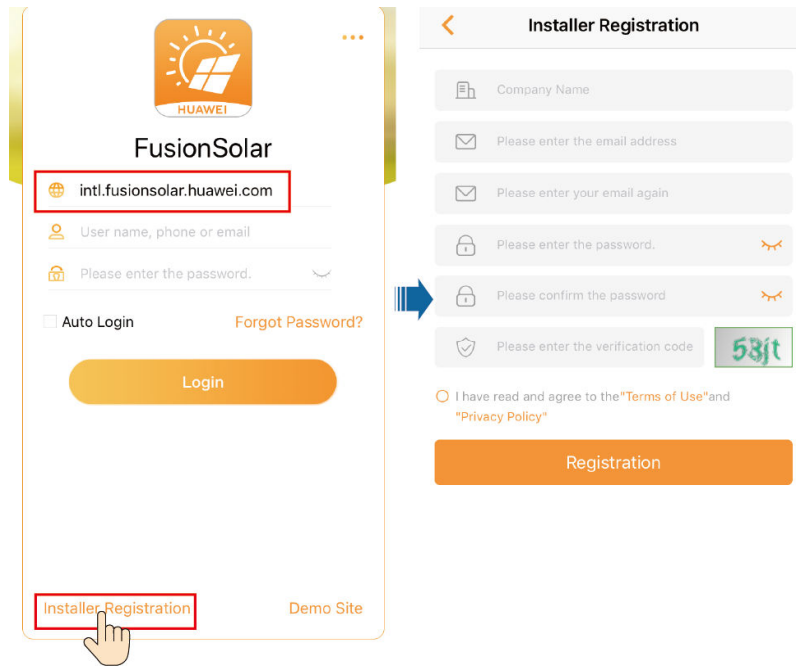 HUAWEI
FusionSolar
intl.fusionsolar.huawei.com
User name, phone or email
Please enter the password.
Auto Login
Forgot Password?
Login
Installer Registration
Demo Site
Installer Registration
Company Name
Please enter the email address
Please enter your email again
Please enter the password.
Please confirm the password
Please enter the verification code
53jt
I have read and agree to the"Terms of Use"and
"Privacy Policy"
Registration